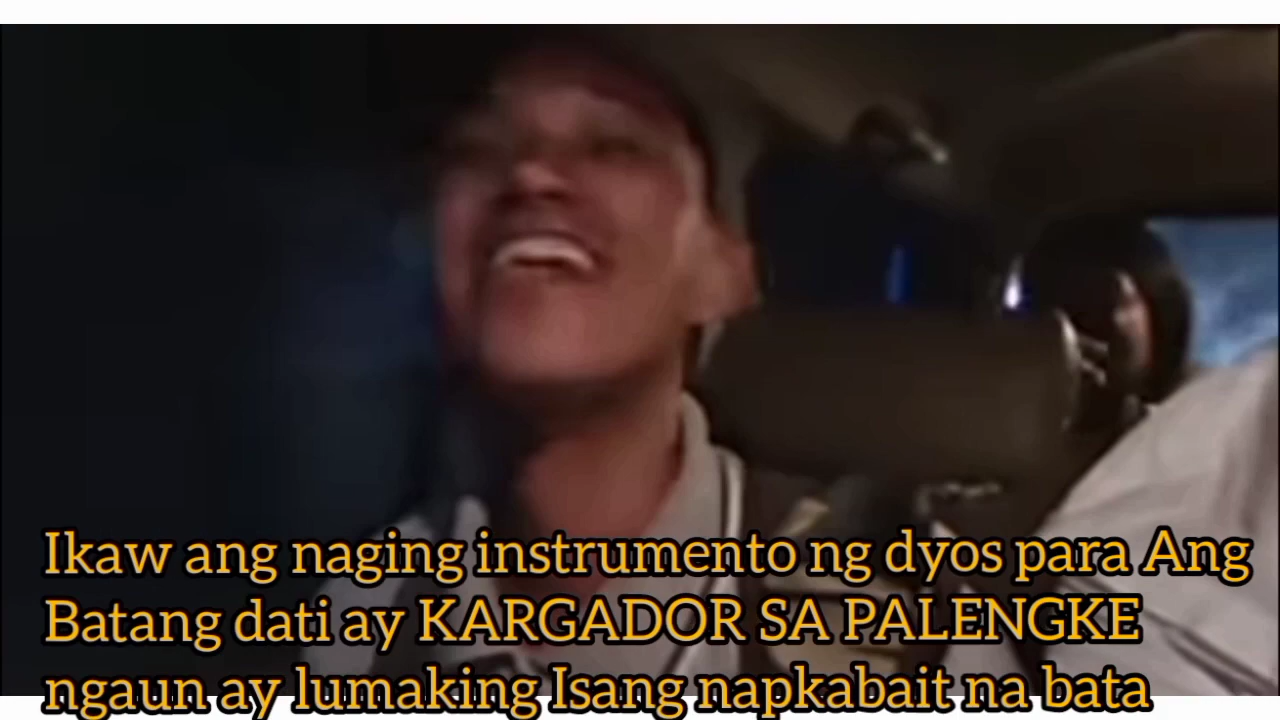 Ikaw ang naging instrumento ng dyos para Ang
Batang dati ay KARGADOR SA PALENGKE
ngaun ay lumaking Isang napkabait na bata